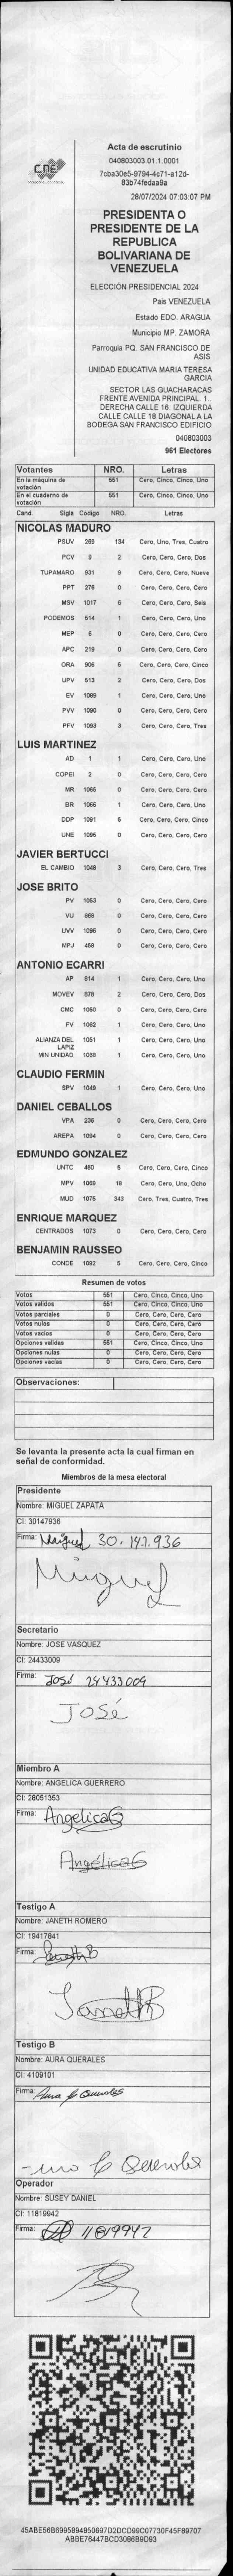 CNE
Acta de escrutinio
040803003.01.1.0001
7cba30e5-9794-4c71-a12d-
83b74fedaa9a
28/07/2024 07:03:07 PM
PRESIDENTA O
PRESIDENTE DE LA
REPUBLICA
BOLIVARIANA DE
VENEZUELA
ELECCIÓN PRESIDENCIAL 2024
Pais VENEZUELA
Estado EDO. ARAGUA
Municipio MP. ZAMORA
Parroquia PQ. SAN FRANCISCO DE
ASIS
UNIDAD EDUCATIVA MARIA TERESA
GARCIA
SECTOR LAS GUACHARACAS
FRENTE AVENIDA PRINCIPAL. 1.
DERECHA CALLE 16. IZQUIERDA
CALLE CALLE 18 DIAGONAL A LA
BODEGA SAN FRANCISCO EDIFICIO
040803003
961 Electores
Votantes NRO. Letras
En la máquina de votación 551 Cero, Cinco, Cinco, Uno
En el cuaderno de votación 551 Cero, Cinco, Cinco, Uno
Cand. Sigla Código NRO. Letras
NICOLAS MADURO
PSUV 269 134 Cero, Uno, Tres, Cuatro
PCV 8 2 Cero, Cero, Cero, Dos
TUPAMARO 931 9 Cero, Cero, Cero, Nueve
PPT 276 0 Cero, Cero, Cero, Cero
MSV 1017 6 Cero, Cero, Cero, Seis
PODEMOS 514 1 Cero, Cero, Cero, Uno
MEP 6 0 Cero, Cero, Cero, Cero
APC 219 0 Cero, Cero, Cero, Cero
ORA 906 5 Cero, Cero, Cero, Cinco
UPV 513 2 Cero, Cero, Cero, Dos
EV 1089 1 Cero, Cero, Cero, Uno
PVV 1090 0 Cero, Cero, Cero, Cero
PFV 1093 3 Cero, Cero, Cero, Tres
LUIS MARTINEZ
AD 1 1 Cero, Cero, Cero, Uno
COPEI 2 0 Cero, Cero, Cero, Cero
MR 1065 0 Cero, Cero, Cero, Cero
BR 1066 1 Cero, Cero, Cero, Uno
DDP 1091 5 Cero, Cero, Cero, Cinco
UNE 1095 0 Cero, Cero, Cero, Cero
JAVIER BERTUCCI
EL CAMBIO 1048 3 Cero, Cero, Cero, Tres
JOSE BRITO
PV 1053 0 Cero, Cero, Cero, Cero
VU 868 0 Cero, Cero, Cero, Cero
UVV 1096 0 Cero, Cero, Cero, Cero
MPJ 458 0 Cero, Cero, Cero, Cero
ANTONIO ECARRI
AP 814 1 Cero, Cero, Cero, Uno
MOVEV 878 2 Cero, Cero, Cero, Dos
CMC 1050 0 Cero, Cero, Cero, Cero
FV 1062 1 Cero, Cero, Cero, Uno
ALIANZA DEL LAPIZ 1051 1 Cero, Cero, Cero, Uno
MIN UNIDAD 1068 1 Cero, Cero, Cero, Uno
CLAUDIO FERMIN
SPV 1049 1 Cero, Cero, Cero, Uno
DANIEL CEBALLOS
VPA 236 0 Cero, Cero, Cero, Cero
AREPA 1094 0 Cero, Cero, Cero, Cero
EDMUNDO GONZALEZ
UNTC 460 5 Cero, Cero, Cero, Cinco
MPV 1069 18 Cero, Cero, Uno, Ocho
MUD 1075 343 Cero, Tres, Cuatro, Tres
ENRIQUE MARQUEZ
CENTRADOS 1073 0 Cero, Cero, Cero, Cero
BENJAMIN RAUSSEO
CONDE 1092 5 Cero, Cero, Cero, Cinco
Resumen de votos
Votos 551 Cero, Cinco, Cinco, Uno
Votos validos 551 Cero, Cinco, Cinco, Uno
Votos parciales 0 Cero, Cero, Cero, Cero
Votos nulos 0 Cero, Cero, Cero, Cero
Votos vacios 0 Cero, Cero, Cero, Cero
Opciones validas 551 Cero, Cinco, Cinco, Uno
Opciones nulas 0 Cero, Cero, Cero, Cero
Opciones vacias 0 Cero, Cero, Cero, Cero
Observaciones:
Se levanta la presente acta la cual firman en
señal de conformidad.
Miembros de la mesa electoral
Presidente
Nombre: MIGUEL ZAPATA
CI: 30147936
Firma: Miguel 30.147.936
Miguel
Secretario
Nombre: JOSE VASQUEZ
CI: 24433009
Firma: José 24433009
José
Miembro A
Nombre: ANGELICA GUERRERO
CI: 28051353
Firma: AngelicaG
AngélicaG
Testigo A
Nombre: JANETH ROMERO
CI: 19417841
Firma: JanethR
JanethR
Testigo B
Nombre: AURA QUERALES
CI: 4109101
Firma: Aura Querales
Querales
Operador
Nombre: SUSEY DANIEL
CI: 11819942
Firma: 11819942
45ABE56B6995894850697D2DCD99C07730F45F89707
ABBE76447BCD3086B9D93